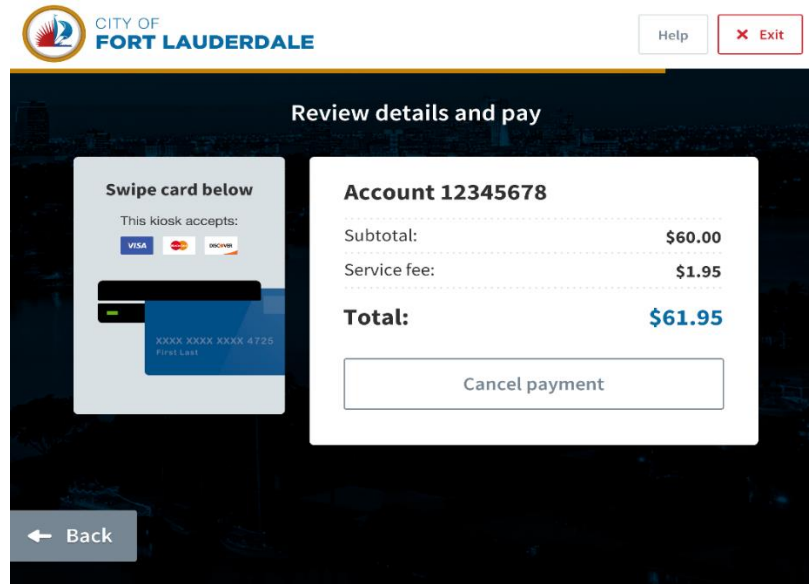 CITY OF
FORT LAUDERDALE
Help
✕ Exit
Review details and pay
Swipe card below
This kiosk accepts:
VISA
DISCOVER
XXXX XXXX XXXX 4725
First Last
Account 12345678
Subtotal: $60.00
Service fee: $1.95
Total: $61.95
Cancel payment
← Back